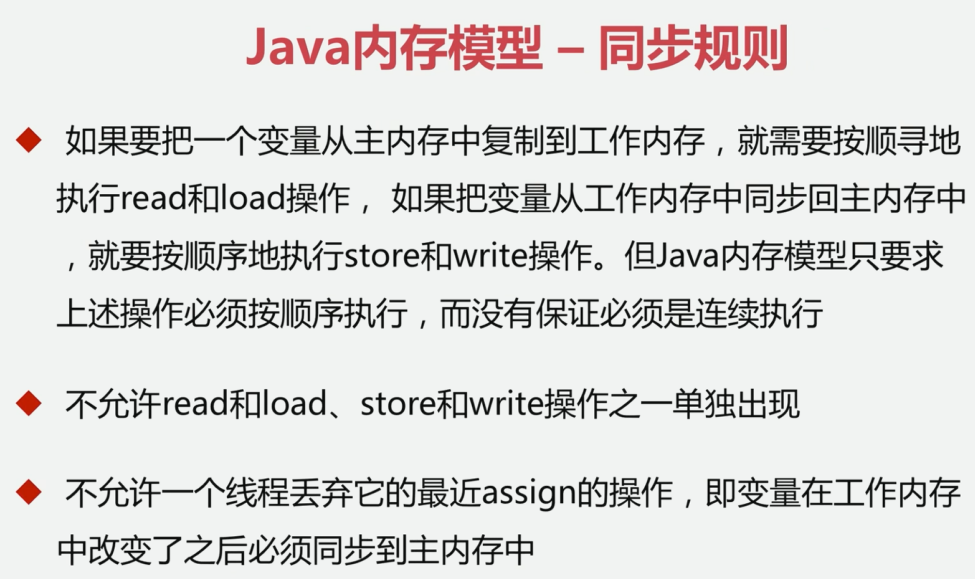 Java内存模型 – 同步规则
如果要把一个变量从主内存中复制到工作内存，就需要按顺寻地
执行read和load操作， 如果把变量从工作内存中同步回主内存中
，就要按顺序地执行store和write操作。但Java内存模型只要求
上述操作必须按顺序执行，而没有保证必须是连续执行
不允许read和load、store和write操作之一单独出现
不允许一个线程丢弃它的最近assign的操作，即变量在工作内存
中改变了之后必须同步到主内存中